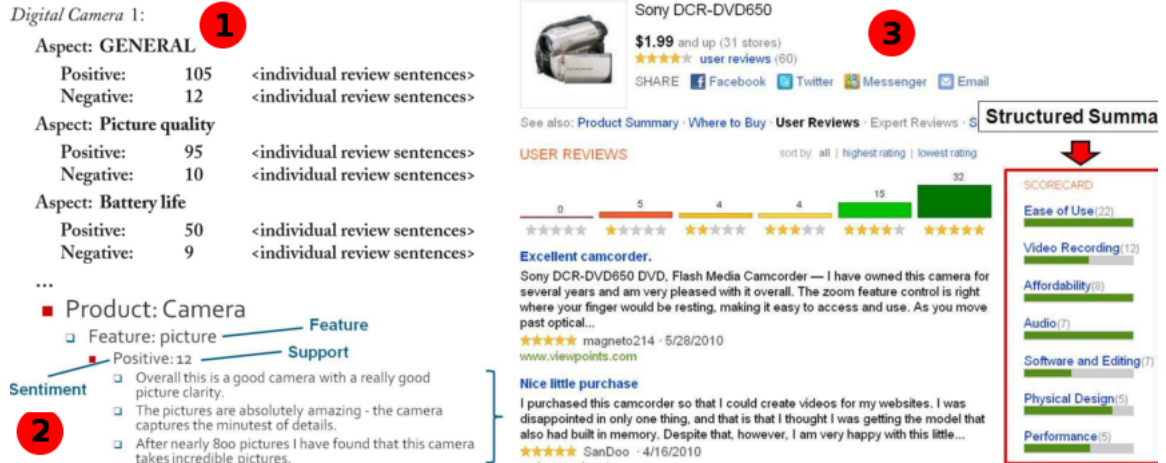 Digital Camera 1:
1
Aspect: GENERAL
Positive: 105 <individual review sentences>
Negative: 12 <individual review sentences>
Aspect: Picture quality
Positive: 95 <individual review sentences>
Negative: 10 <individual review sentences>
Aspect: Battery life
Positive: 50 <individual review sentences>
Negative: 9 <individual review sentences>
...
Product: Camera
Feature: picture
Feature
Positive: 12
Support
Sentiment
Overall this is a good camera with a really good
picture clarity.
The pictures are absolutely amazing - the camera
captures the minutest of details.
After nearly 800 pictures I have found that this camera
takes incredible pictures.
2
Sony DCR-DVD650
3
$1.99 and up (31 stores)
user reviews (60)
SHARE Facebook Twitter Messenger Email
See also: Product Summary · Where to Buy · User Reviews · Expert Reviews · S
Structured Summa
USER REVIEWS
sort by: all | highest rating | lowest rating
0 5 4 4 15 32
Excellent camcorder.
Sony DCR-DVD650 DVD, Flash Media Camcorder — I have owned this camera for
several years and am very pleased with it overall. The zoom feature control is right
where your finger would be resting, making it easy to access and use. As you move
past optical...
magneto214 · 5/28/2010
www.viewpoints.com
Nice little purchase
I purchased this camcorder so that I could create videos for my websites. I was
disappointed in only one thing, and that is that I thought I was getting the model that
also had built in memory. Despite that, however, I am very happy with this little...
SanDoo · 4/16/2010
SCORECARD
Ease of Use(22)
Video Recording(12)
Affordability(8)
Audio(7)
Software and Editing(7)
Physical Design(5)
Performance(5)